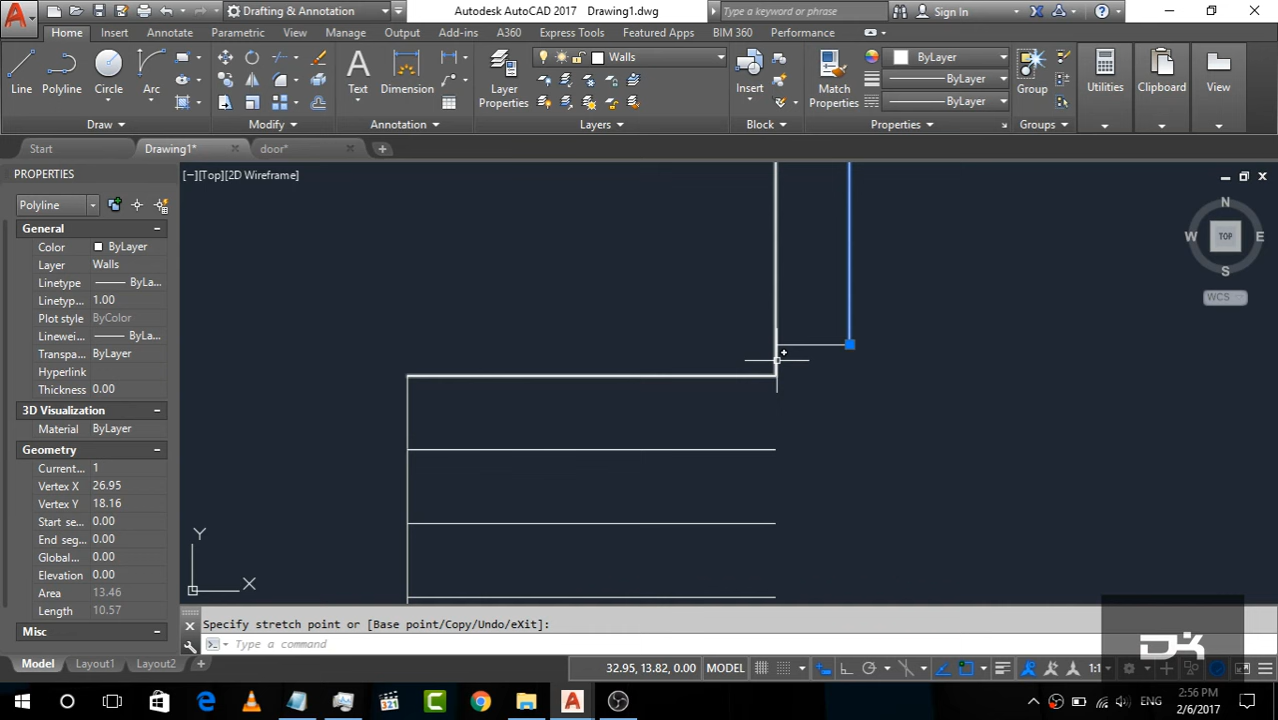 Drafting & Annotation
Autodesk AutoCAD 2017 Drawing1.dwg
Type a keyword or phrase
Sign In
Home Insert Annotate Parametric View Manage Output Add-ins A360 Express Tools Featured Apps BIM 360 Performance
Walls
ByLayer
ByLayer
ByLayer
Line Polyline Circle Arc Text Dimension Layer Properties Insert Match Properties Group Utilities Clipboard View
Draw Modify Annotation Layers Block Properties Groups
Start Drawing1* door*
PROPERTIES
[−][Top][2D Wireframe]
Polyline
General
Color ByLayer
Layer Walls
Linetype ByLa...
Linetyp... 1.00
Plot style ByColor
Linewei... ByLa...
Transpa... ByLayer
Hyperlink
Thickness 0.00
3D Visualization
Material ByLayer
Geometry
Current... 1
Vertex X 26.95
Vertex Y 18.16
Start se... 0.00
End seg... 0.00
Global... 0.00
Elevation 0.00
Area 13.46
Length 10.57
Misc
N
W TOP E
S
WCS
Y
X
Specify stretch point or [Base point/Copy/Undo/eXit]:
Type a command
Model Layout1 Layout2
32.95, 13.82, 0.00 MODEL 1:1
DK
321
ENG
2:56 PM
2/6/2017